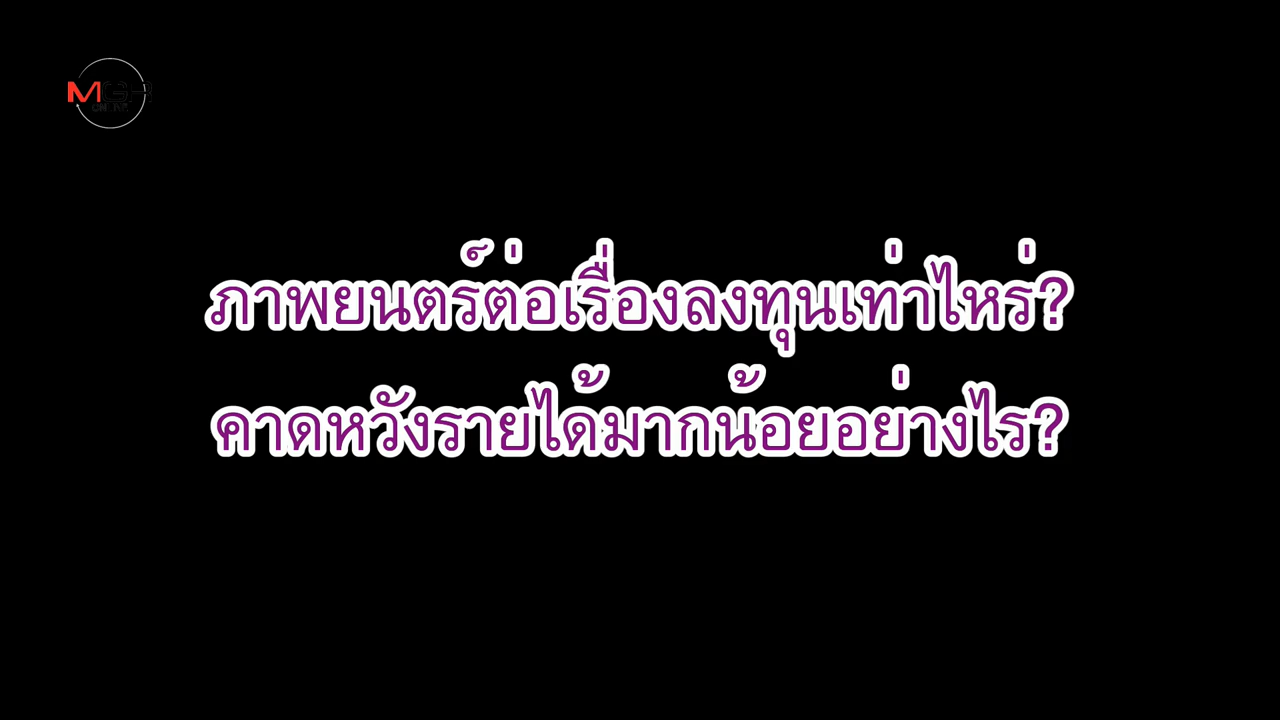 MGR
ONLINE
ภาพยนตร์ต่อเรื่องลงทุนเท่าไหร่?
คาดหวังรายได้มากน้อยอย่างไร?